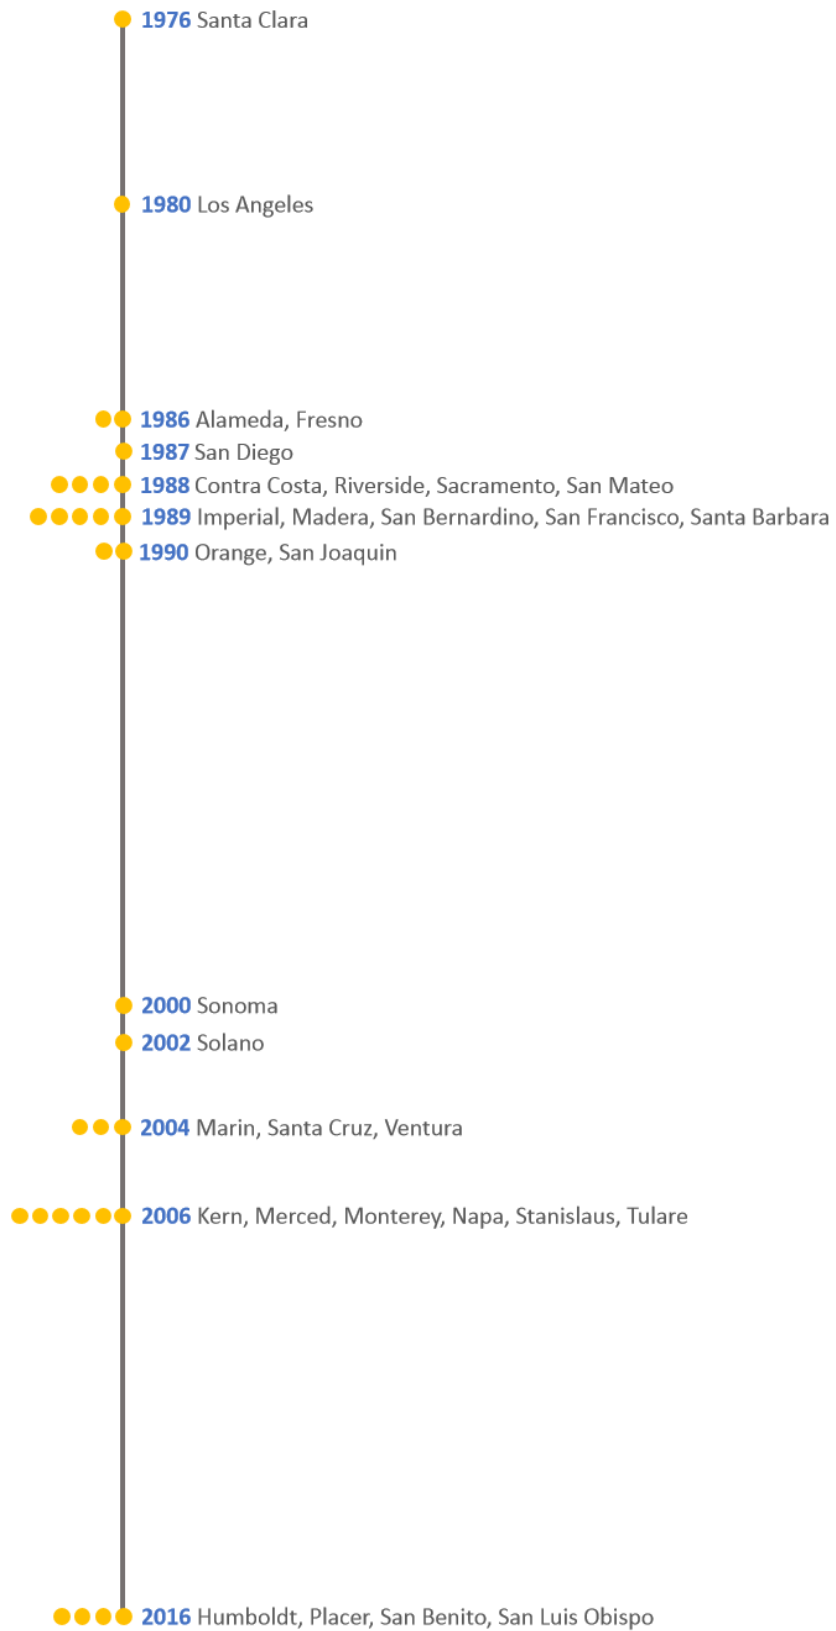 1976 Santa Clara
1980 Los Angeles
1986 Alameda, Fresno
1987 San Diego
1988 Contra Costa, Riverside, Sacramento, San Mateo
1989 Imperial, Madera, San Bernardino, San Francisco, Santa Barbara
1990 Orange, San Joaquin
2000 Sonoma
2002 Solano
2004 Marin, Santa Cruz, Ventura
2006 Kern, Merced, Monterey, Napa, Stanislaus, Tulare
2016 Humboldt, Placer, San Benito, San Luis Obispo